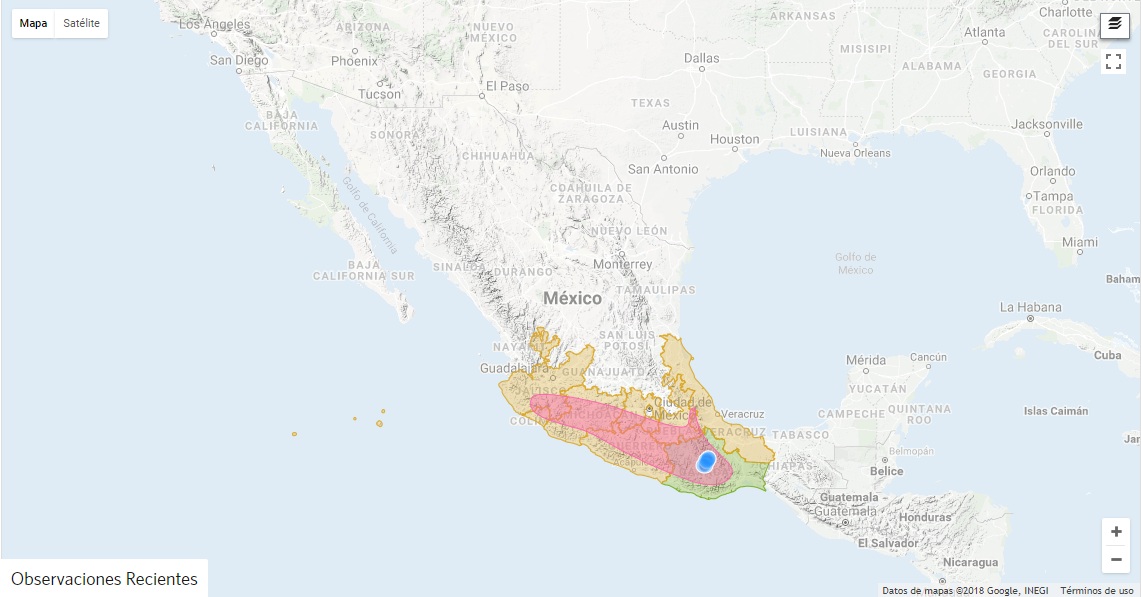 Mapa
Satélite
Los Ángeles
San Diego
ARIZONA
Phoenix
Tucson
NUEVO
MÉXICO
El Paso
ARKANSAS
Dallas
TEXAS
Austin
Houston
San Antonio
LUISIANA
Nueva Orleans
MISISIPI
ALABAMA
Atlanta
GEORGIA
Charlotte
CAROLINA
DEL SUR
Jacksonville
Orlando
Tampa
FLORIDA
Miami
BAJA
CALIFORNIA
SONORA
CHIHUAHUA
COAHUILA DE
ZARAGOZA
NUEVO LEÓN
Golfo de California
BAJA
CALIFORNIA SUR
SINALOA
DURANGO
Monterrey
TAMAULIPAS
México
Golfo de
México
SAN LUIS
POTOSÍ
NAYARIT
Guadalajara
GUANAJUATO
JALISCO
Ciudad de
México
Veracruz
VERACRUZ
TABASCO
CHIAPAS
Mérida
Cancún
YUCATÁN
CAMPECHE
QUINTANA
ROO
La Habana
Cuba
Islas Caimán
Belmopán
Belice
Guatemala
Guatemala
Honduras
El Salvador
Nicaragua
Observaciones Recientes
Datos de mapas ©2018 Google, INEGI
Términos de uso